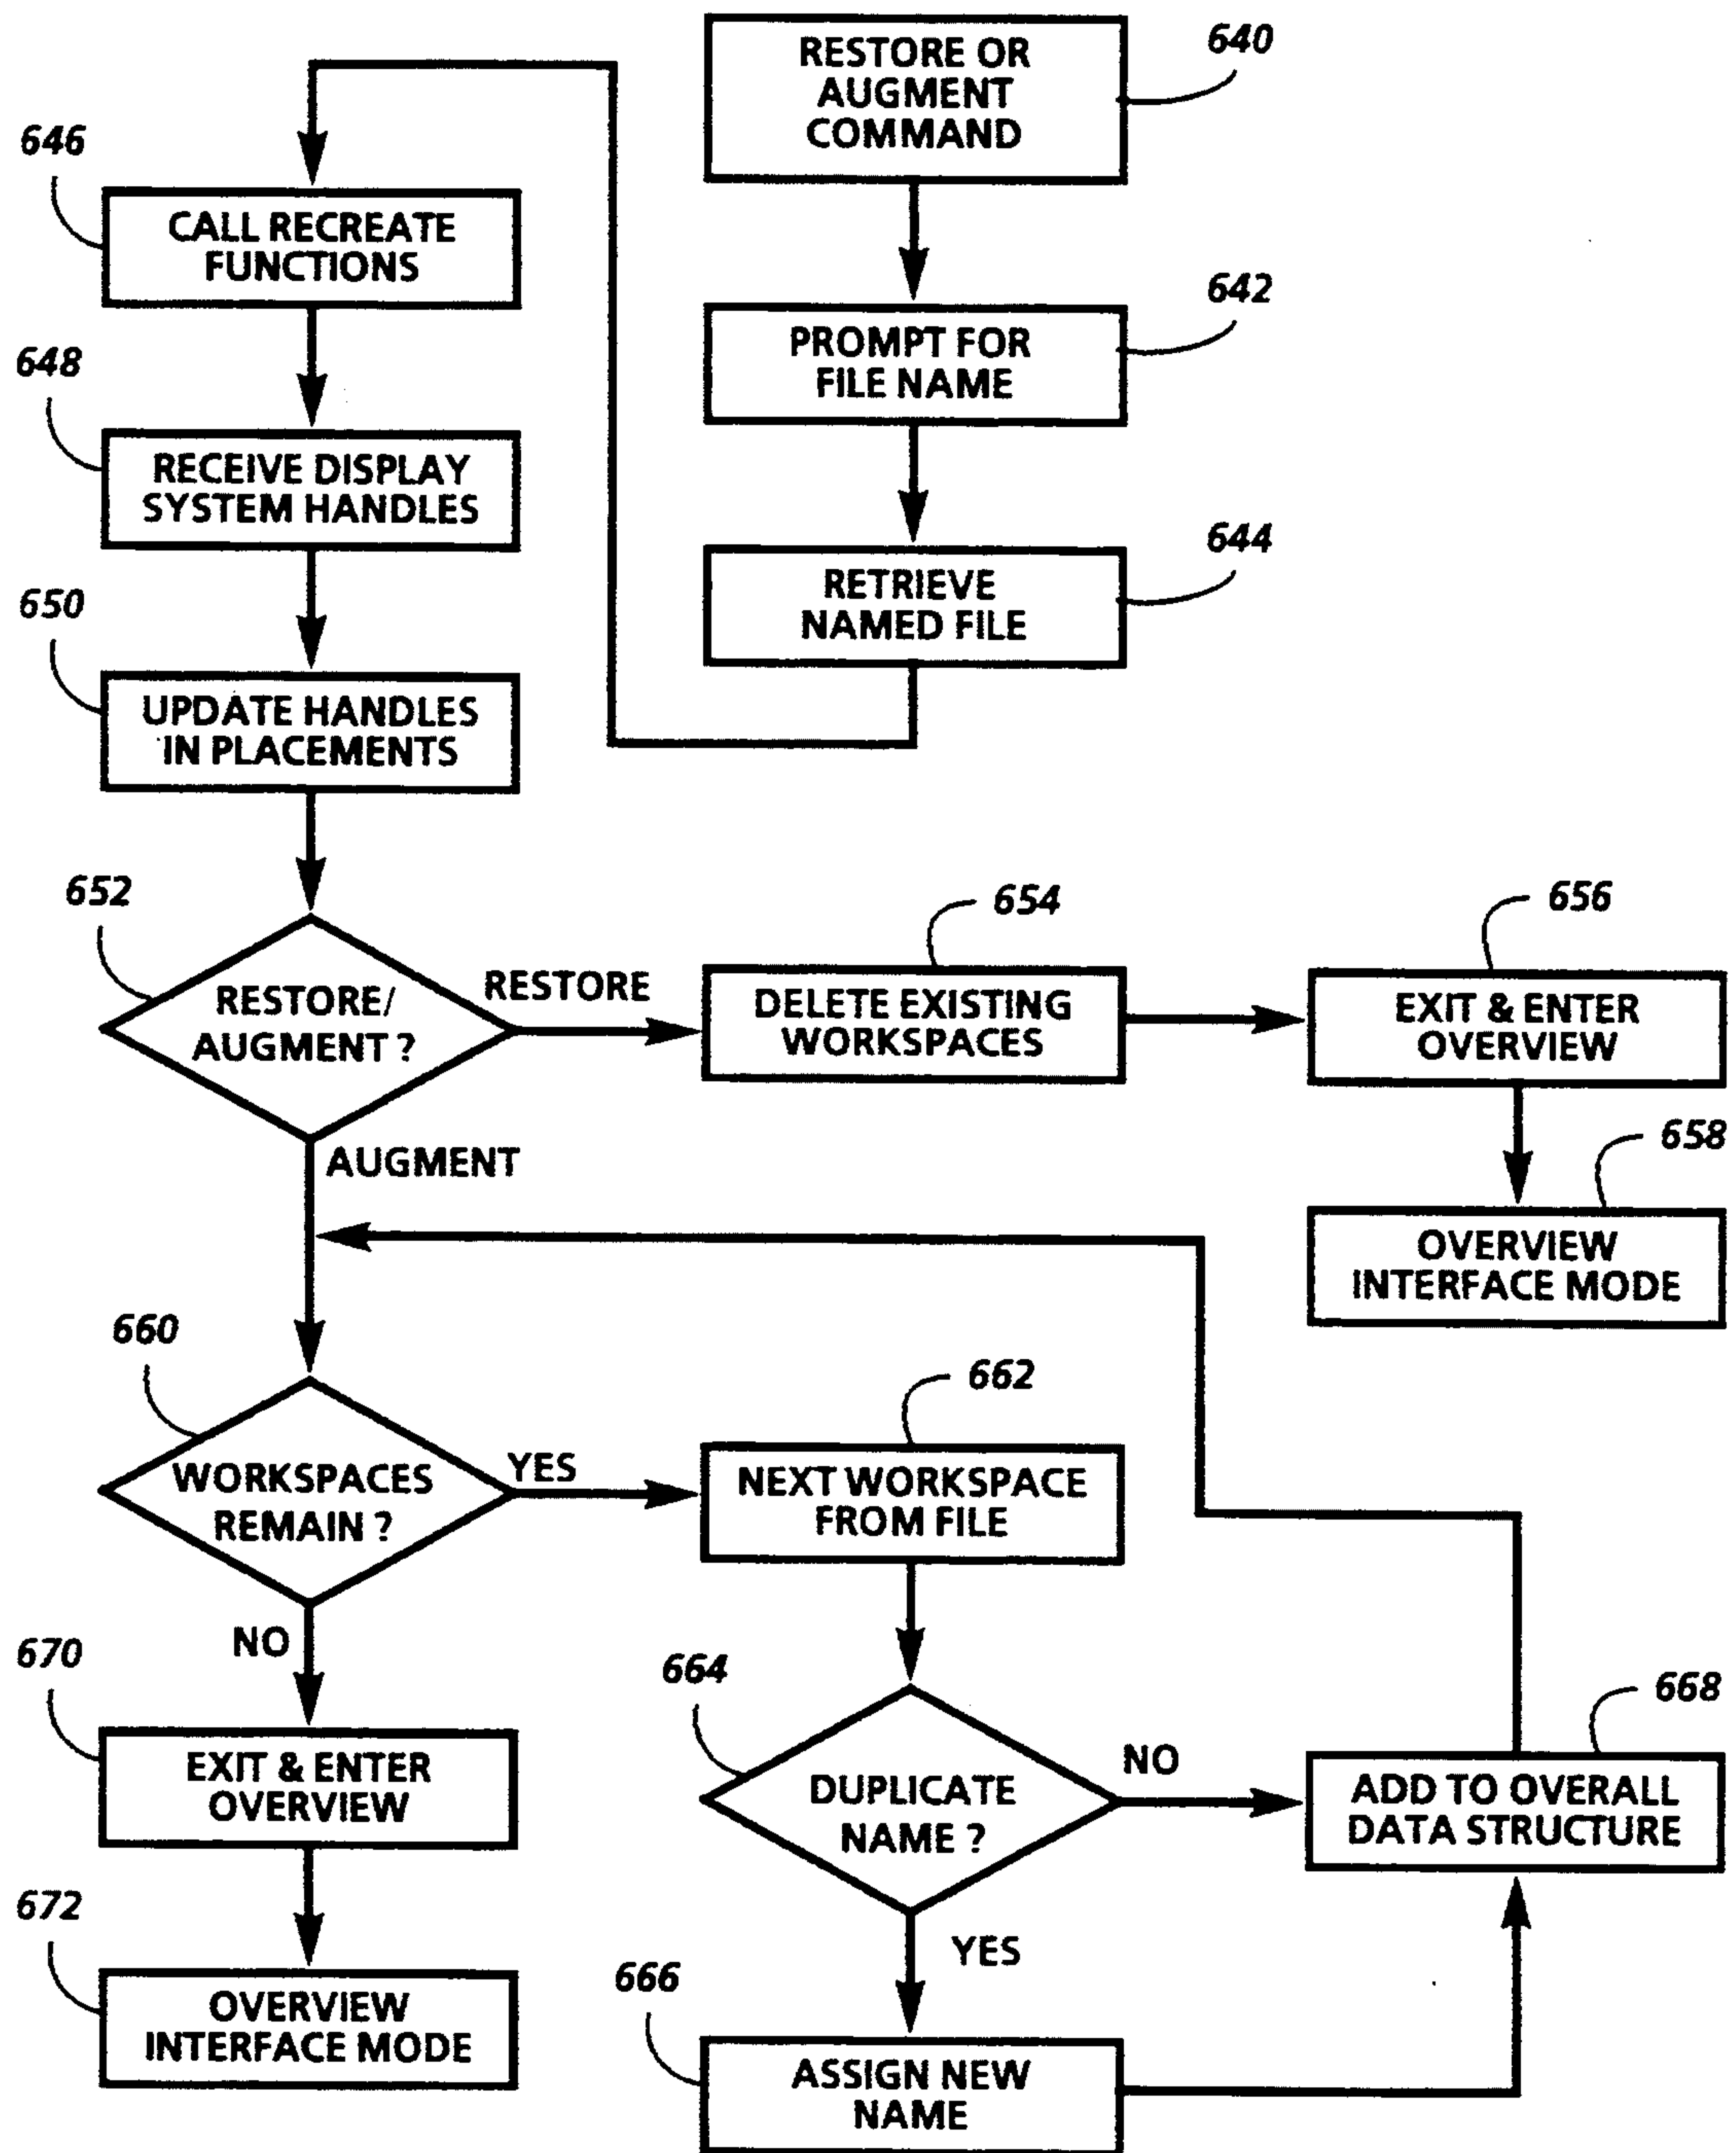 640
RESTORE OR
AUGMENT
COMMAND
642
PROMPT FOR
FILE NAME
644
RETRIEVE
NAMED FILE
646
CALL RECREATE
FUNCTIONS
648
RECEIVE DISPLAY
SYSTEM HANDLES
650
UPDATE HANDLES
IN PLACEMENTS
652
RESTORE/
AUGMENT ?
RESTORE
654
DELETE EXISTING
WORKSPACES
656
EXIT & ENTER
OVERVIEW
658
OVERVIEW
INTERFACE MODE
AUGMENT
660
WORKSPACES
REMAIN ?
YES
662
NEXT WORKSPACE
FROM FILE
664
DUPLICATE
NAME ?
NO
668
ADD TO OVERALL
DATA STRUCTURE
YES
666
ASSIGN NEW
NAME
NO
670
EXIT & ENTER
OVERVIEW
672
OVERVIEW
INTERFACE MODE